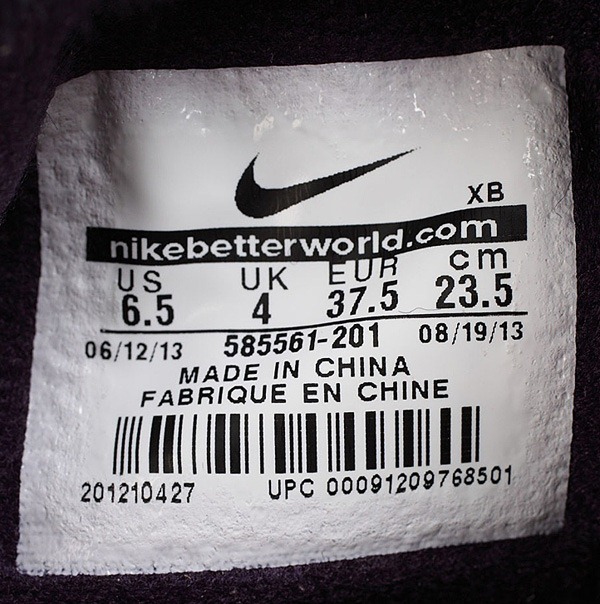 XB
nikebetterworld.com
US UK EUR cm
6.5 4 37.5 23.5
06/12/13 585561-201 08/19/13
MADE IN CHINA
FABRIQUE EN CHINE
201210427 UPC 00091209768501